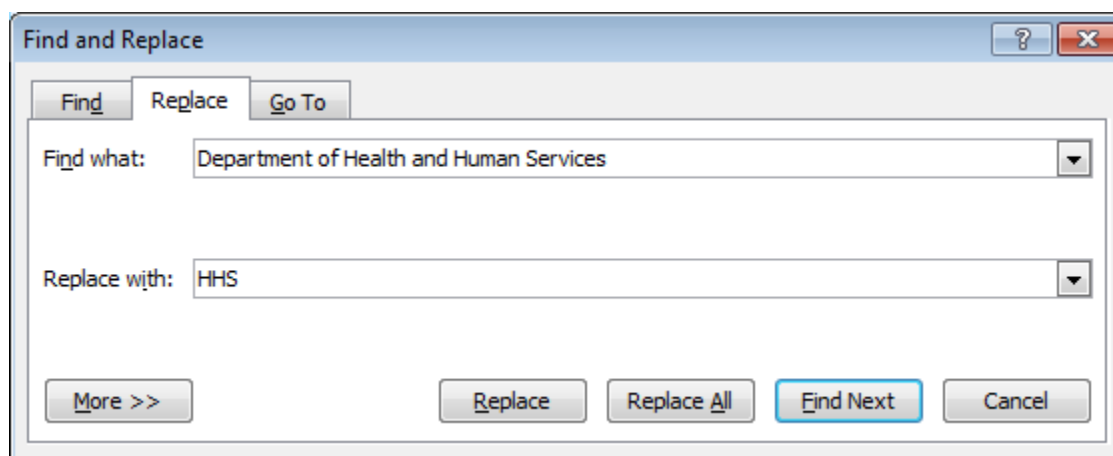 Find and Replace
Find Replace Go To
Find what: Department of Health and Human Services
Replace with: HHS
More >> Replace Replace All Find Next Cancel